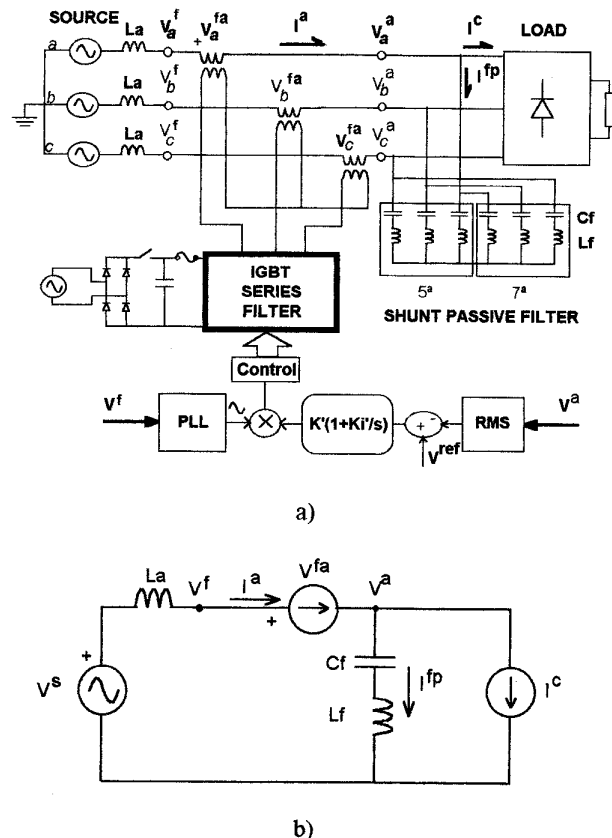 SOURCE La V_a^f V_a^fa + I^a V_a^a I^c LOAD
a
I^fp
b La V_b^f V_b^fa V_b^a
c La V_c^f V_c^fa V_c^a
Cf
Lf
5ª 7ª
SHUNT PASSIVE FILTER
IGBT
SERIES
FILTER
Control
V^f PLL × K'(1+Ki'/s) + - RMS V^a
V^ref
a)
La V^f I^a V^fa V^a
+
+
V^s
Cf
Lf
I^fp
I^c
b)